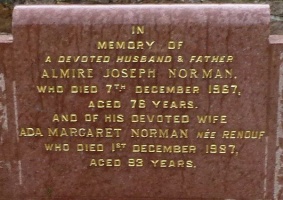 IN
MEMORY OF
A DEVOTED HUSBAND & FATHER
ALMIRE JOSEPH NORMAN,
WHO DIED 7TH DECEMBER 1967,
AGED 76 YEARS.
AND OF HIS DEVOTED WIFE
ADA MARGARET NORMAN NÉE RENOUF,
WHO DIED 1ST DECEMBER 1987,
AGED 93 YEARS.